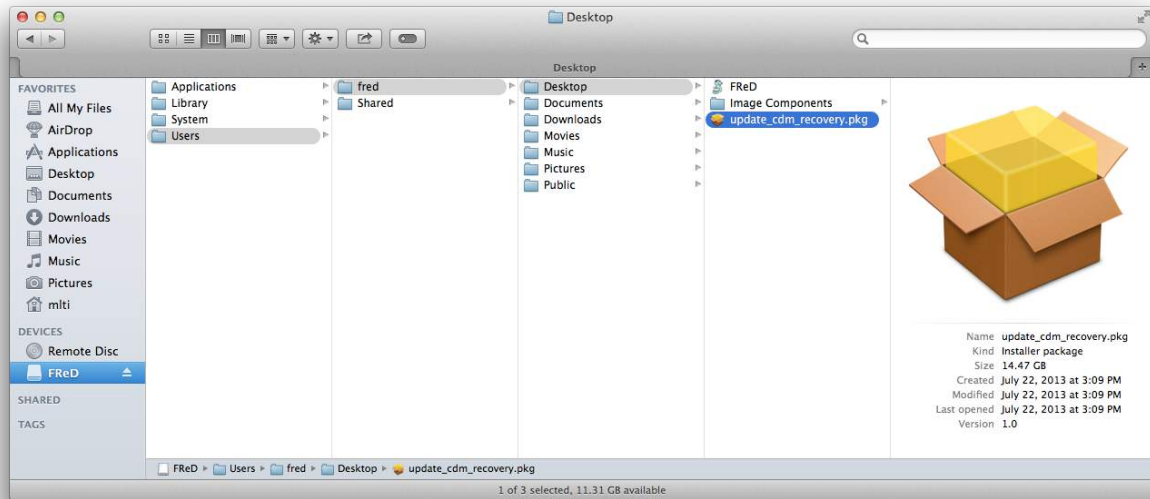 Desktop
Desktop
FAVORITES
All My Files
AirDrop
Applications
Desktop
Documents
Downloads
Movies
Music
Pictures
mlti
DEVICES
Remote Disc
FReD
SHARED
TAGS
Applications
Library
System
Users
fred
Shared
Desktop
Documents
Downloads
Movies
Music
Pictures
Public
FReD
Image Components
update_cdm_recovery.pkg
Name update_cdm_recovery.pkg
Kind Installer package
Size 14.47 GB
Created July 22, 2013 at 3:09 PM
Modified July 22, 2013 at 3:09 PM
Last opened July 22, 2013 at 3:09 PM
Version 1.0
FReD ▸ Users ▸ fred ▸ Desktop ▸ update_cdm_recovery.pkg
1 of 3 selected, 11.31 GB available